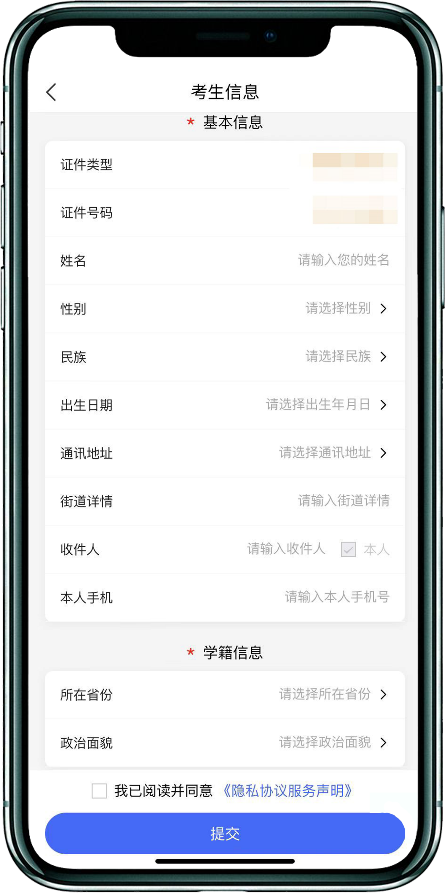 考生信息
* 基本信息
证件类型
证件号码
姓名 请输入您的姓名
性别 请选择性别
民族 请选择民族
出生日期 请选择出生年月日
通讯地址 请选择通讯地址
街道详情 请输入街道详情
收件人 请输入收件人 本人
本人手机 请输入本人手机号
* 学籍信息
所在省份 请选择所在省份
政治面貌 请选择政治面貌
我已阅读并同意 《隐私协议服务声明》
提交